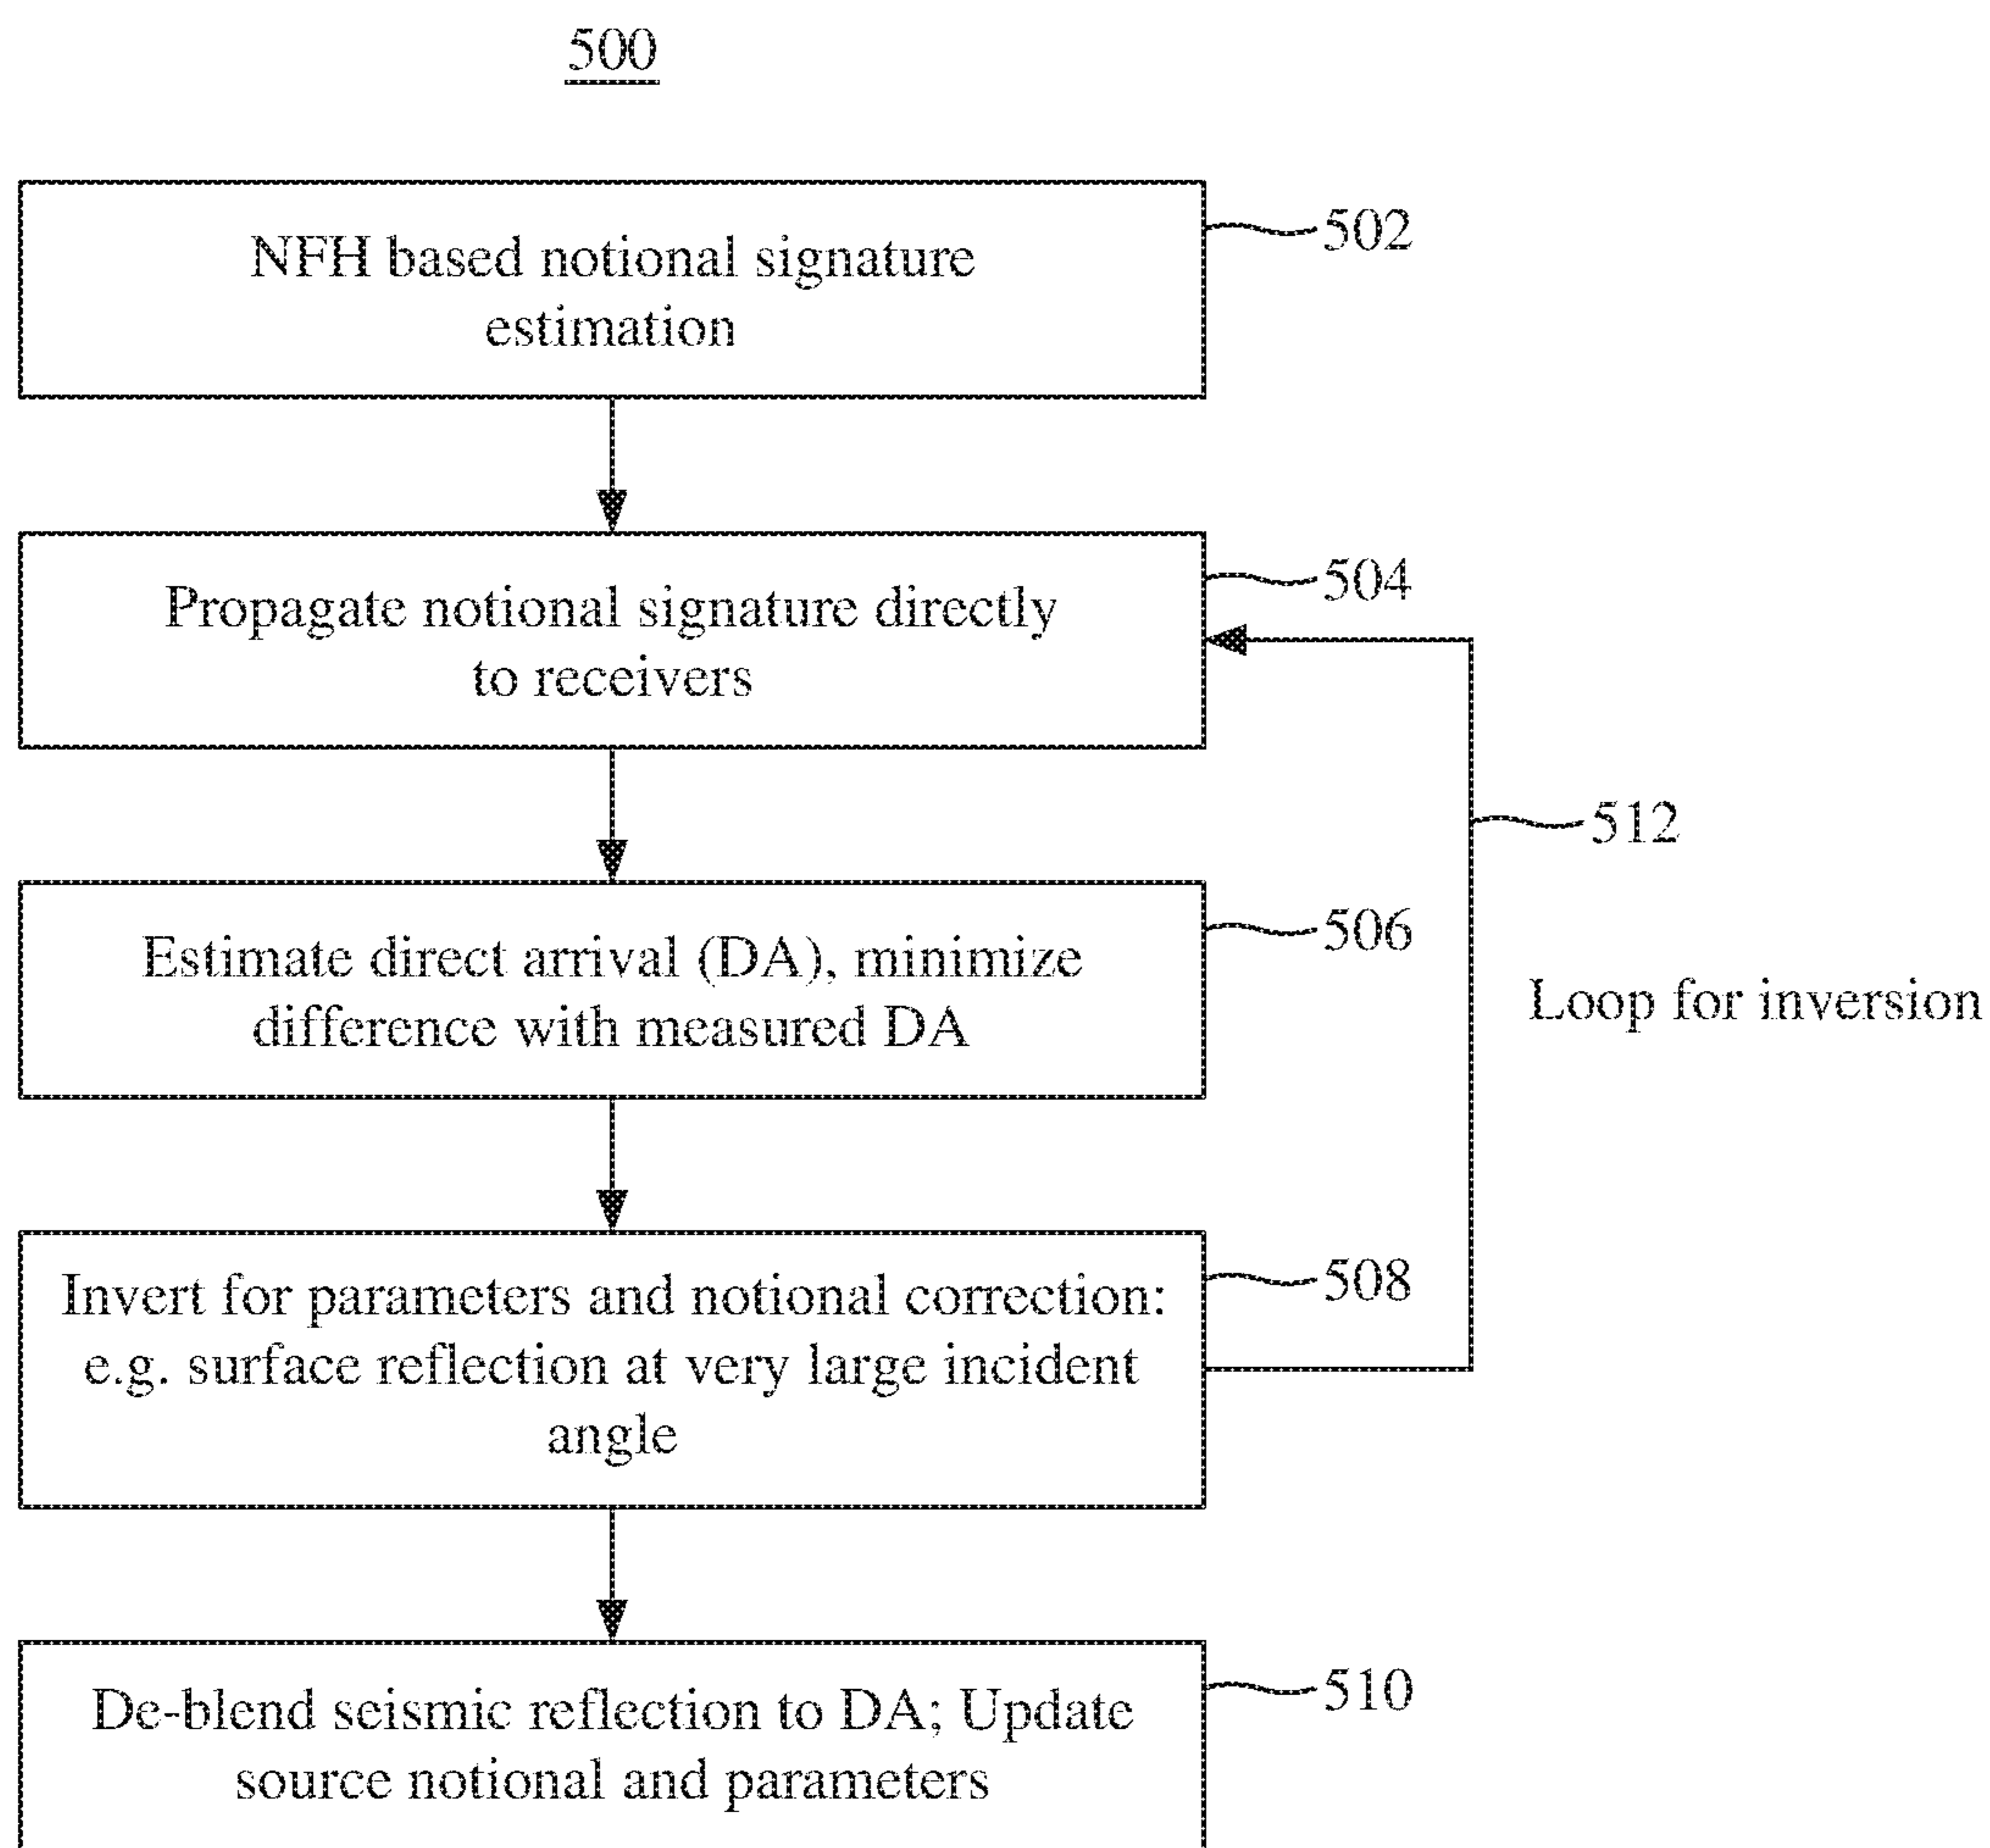 500
NFH based notional signature
estimation
502
Propagate notional signature directly
to receivers
504
Estimate direct arrival (DA), minimize
difference with measured DA
506
512
Loop for inversion
Invert for parameters and notional correction:
e.g. surface reflection at very large incident
angle
508
De-blend seismic reflection to DA; Update
source notional and parameters
510